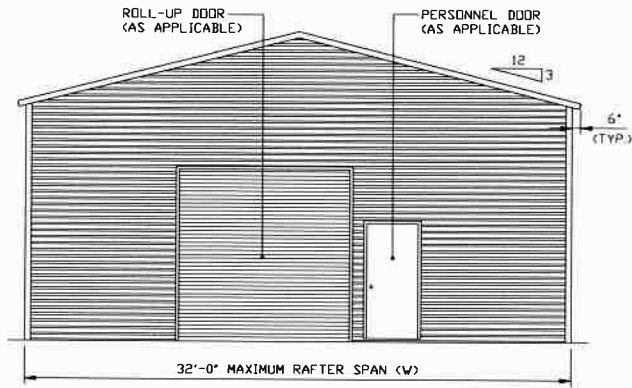 ROLL-UP DOOR
(AS APPLICABLE)
PERSONNEL DOOR
(AS APPLICABLE)
12
3
6"
(TYP.)
32'-0" MAXIMUM RAFTER SPAN (W)